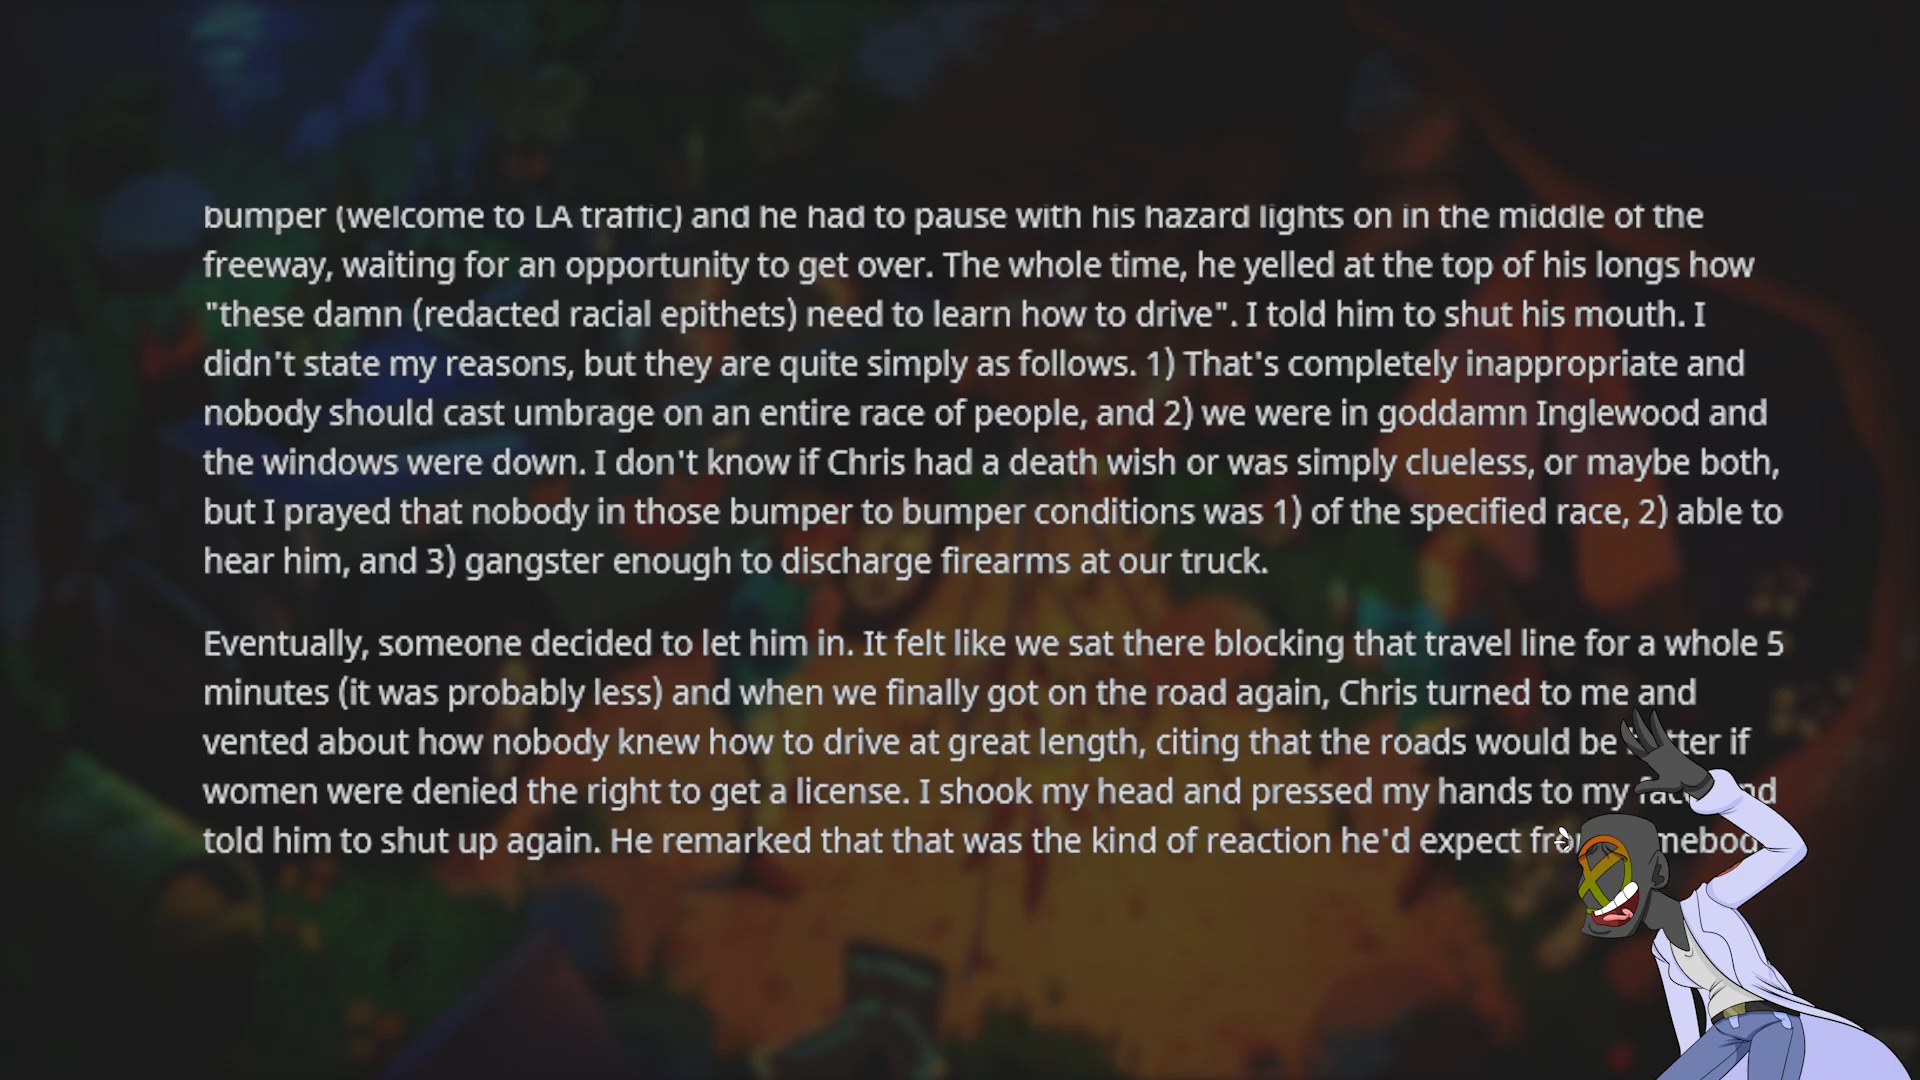 bumper (welcome to LA traffic) and he had to pause with his hazard lights on in the middle of the
freeway, waiting for an opportunity to get over. The whole time, he yelled at the top of his longs how
"these damn (redacted racial epithets) need to learn how to drive". I told him to shut his mouth. I
didn't state my reasons, but they are quite simply as follows. 1) That's completely inappropriate and
nobody should cast umbrage on an entire race of people, and 2) we were in goddamn Inglewood and
the windows were down. I don't know if Chris had a death wish or was simply clueless, or maybe both,
but I prayed that nobody in those bumper to bumper conditions was 1) of the specified race, 2) able to
hear him, and 3) gangster enough to discharge firearms at our truck.
Eventually, someone decided to let him in. It felt like we sat there blocking that travel line for a whole 5
minutes (it was probably less) and when we finally got on the road again, Chris turned to me and
vented about how nobody knew how to drive at great length, citing that the roads would be if
women were denied the right to get a license. I shook my head and pressed my hands to my
told him to shut up again. He remarked that that was the kind of reaction he'd expect